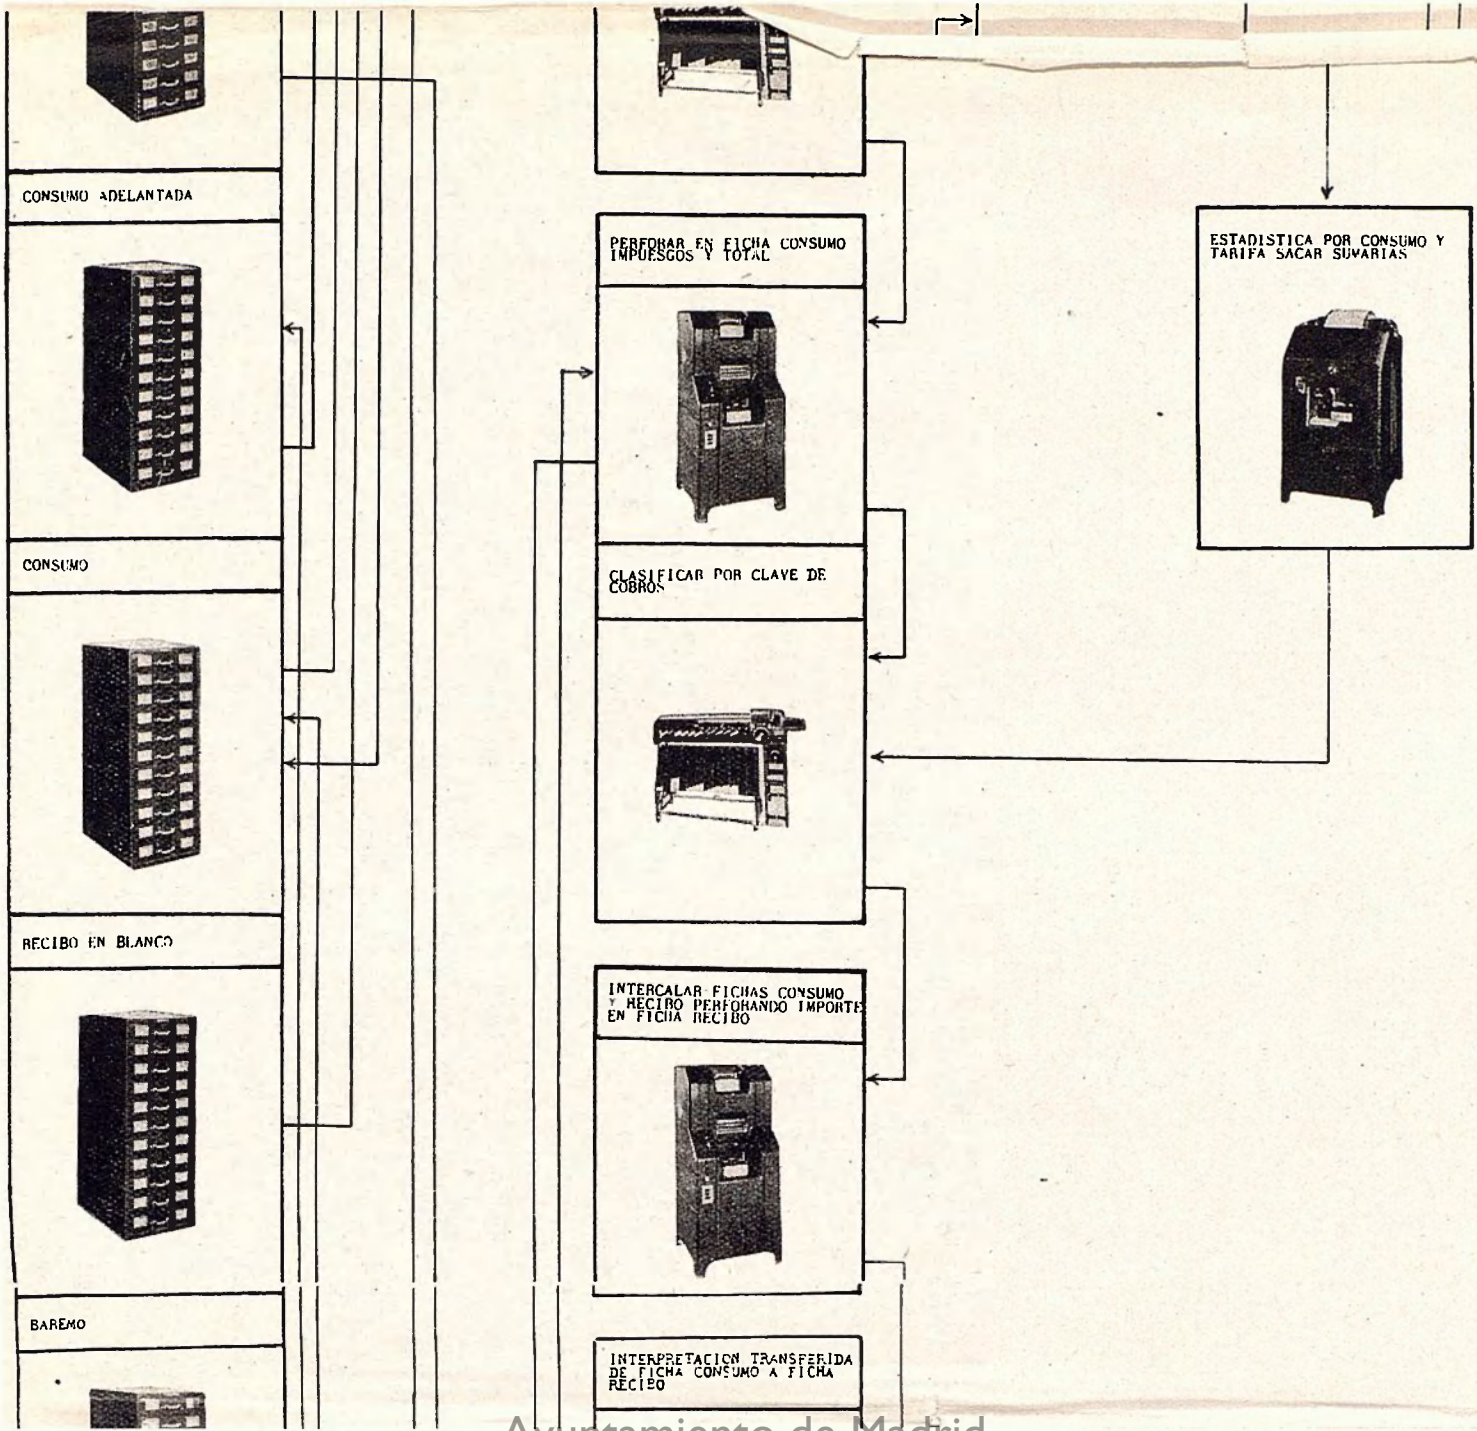 CONSUMO ADELANTADA
CONSUMO
RECIBO EN BLANCO
BAREMO
PERFORAR EN FICHA CONSUMO
IMPUESGOS Y TOTAL
CLASIFICAR POR CLAVE DE
COBROS
INTERCALAR FICHAS CONSUMO
Y RECIBO PERFORANDO IMPORTE
EN FICHA RECIBO
INTERPRETACION TRANSFERIDA
DE FICHA CONSUMO A FICHA
RECIBO
ESTADISTICA POR CONSUMO Y
TARIFA SACAR SUMARIAS
Ayuntamiento de Madrid